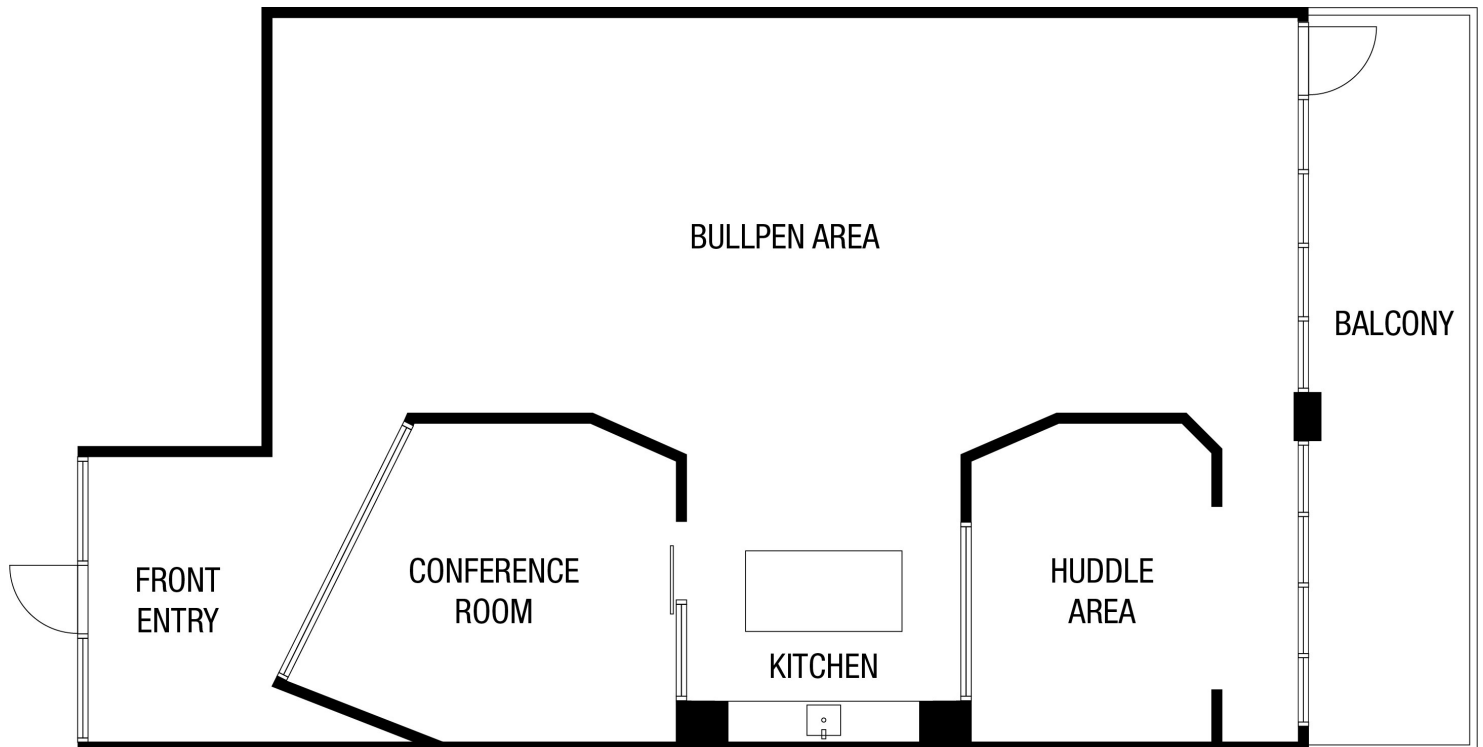 BULLPEN AREA
BALCONY
FRONT
ENTRY
CONFERENCE
ROOM
KITCHEN
HUDDLE
AREA